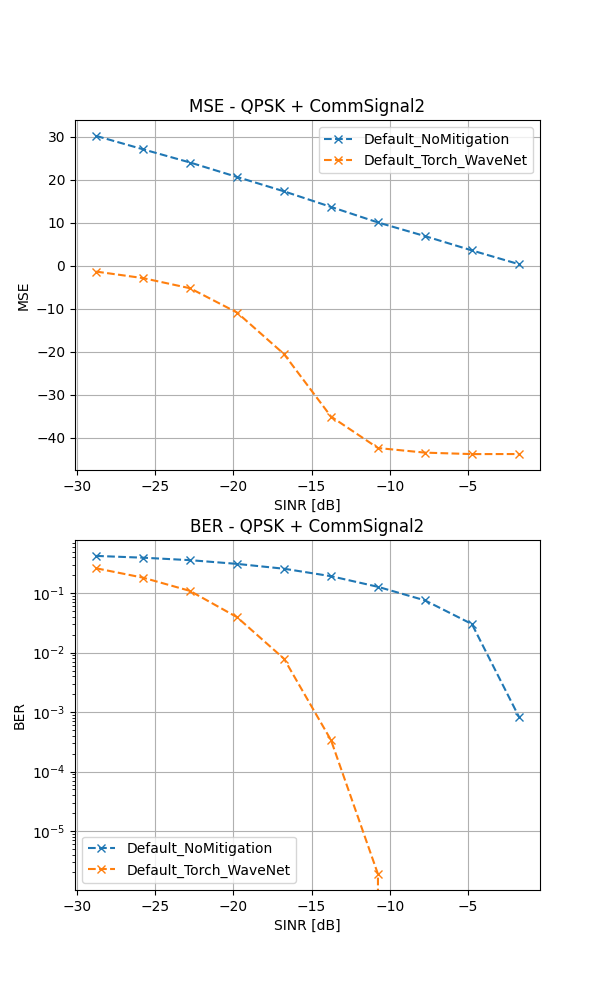 MSE - QPSK + CommSignal2
Default_NoMitigation
Default_Torch_WaveNet
30
20
10
0
−10
−20
−30
−40
MSE
−30 −25 −20 −15 −10 −5
SINR [dB]
BER - QPSK + CommSignal2
10⁻¹
10⁻²
10⁻³
10⁻⁴
10⁻⁵
BER
Default_NoMitigation
Default_Torch_WaveNet
−30 −25 −20 −15 −10 −5
SINR [dB]